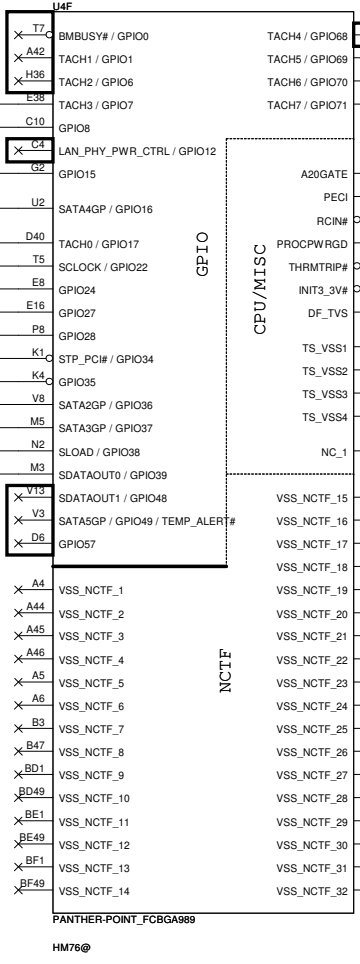 U4F
T7 BMBUSY# / GPIO0 TACH4 / GPIO68
A42 TACH1 / GPIO1 TACH5 / GPIO69
H36 TACH2 / GPIO6 TACH6 / GPIO70
E38 TACH3 / GPIO7 TACH7 / GPIO71
C10 GPIO8
C4 LAN_PHY_PWR_CTRL / GPIO12
G2 GPIO15 A20GATE
PECI
U2 SATA4GP / GPIO16
RCIN#
D40 TACH0 / GPIO17 PROCPWRGD
T5 SCLOCK / GPIO22 THRMTRIP#
E8 GPIO24 INIT3_3V#
E16 GPIO27 DF_TVS
P8 GPIO28
K1 STP_PCI# / GPIO34 TS_VSS1
K4 GPIO35 TS_VSS2
V8 SATA2GP / GPIO36 TS_VSS3
M5 SATA3GP / GPIO37 TS_VSS4
N2 SLOAD / GPIO38 NC_1
M3 SDATAOUT0 / GPIO39
V13 SDATAOUT1 / GPIO48 VSS_NCTF_15
V3 SATA5GP / GPIO49 / TEMP_ALERT# VSS_NCTF_16
D6 GPIO57 VSS_NCTF_17
VSS_NCTF_18
A4 VSS_NCTF_1 VSS_NCTF_19
A44 VSS_NCTF_2 VSS_NCTF_20
A45 VSS_NCTF_3 VSS_NCTF_21
A46 VSS_NCTF_4 VSS_NCTF_22
A5 VSS_NCTF_5 VSS_NCTF_23
A6 VSS_NCTF_6 VSS_NCTF_24
B3 VSS_NCTF_7 VSS_NCTF_25
B47 VSS_NCTF_8 VSS_NCTF_26
BD1 VSS_NCTF_9 VSS_NCTF_27
BD49 VSS_NCTF_10 VSS_NCTF_28
BE1 VSS_NCTF_11 VSS_NCTF_29
BE49 VSS_NCTF_12 VSS_NCTF_30
BF1 VSS_NCTF_13 VSS_NCTF_31
BF49 VSS_NCTF_14 VSS_NCTF_32
GPIO
CPU/MISC
NCTF
PANTHER-POINT_FCBGA989
HM76@